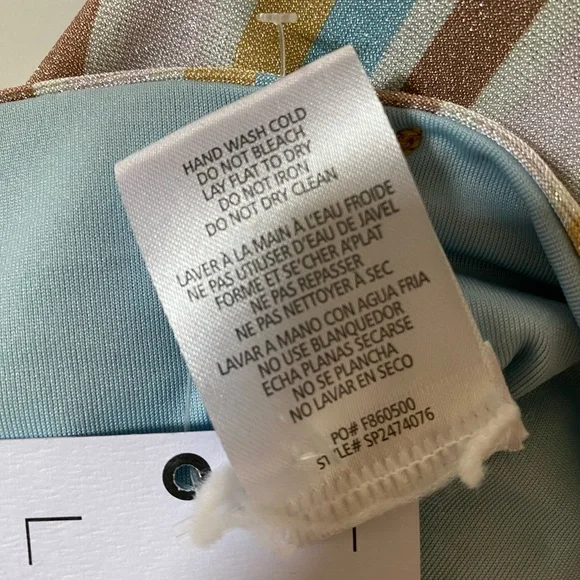 HAND WASH COLD
DO NOT BLEACH
LAY FLAT TO DRY
DO NOT IRON
DO NOT DRY CLEAN
LAVER À LA MAIN À L'EAU FROIDE
NE PAS UTILISER D'EAU DE JAVEL
FORME ET SE'CHER A'PLAT
NE PAS REPASSER
NE PAS NETTOYER À SEC
LAVAR A MANO CON AGUA FRIA
NO USE BLANQUEDOR
ECHA PLANAS SECARSE
NO SE PLANCHA
NO LAVAR EN SECO
PO# F860500
STYLE# SP2474076